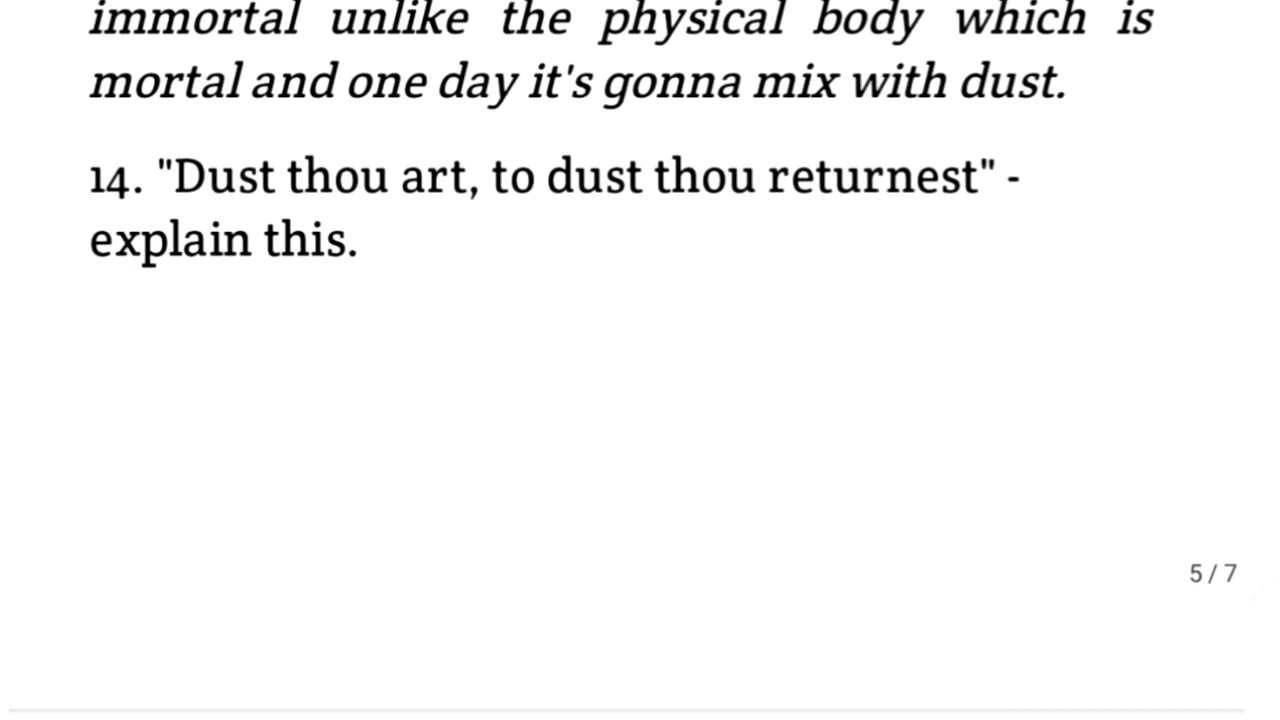 immortal unlike the physical body which is
mortal and one day it's gonna mix with dust.
14. "Dust thou art, to dust thou returnest" -
explain this.
5 / 7